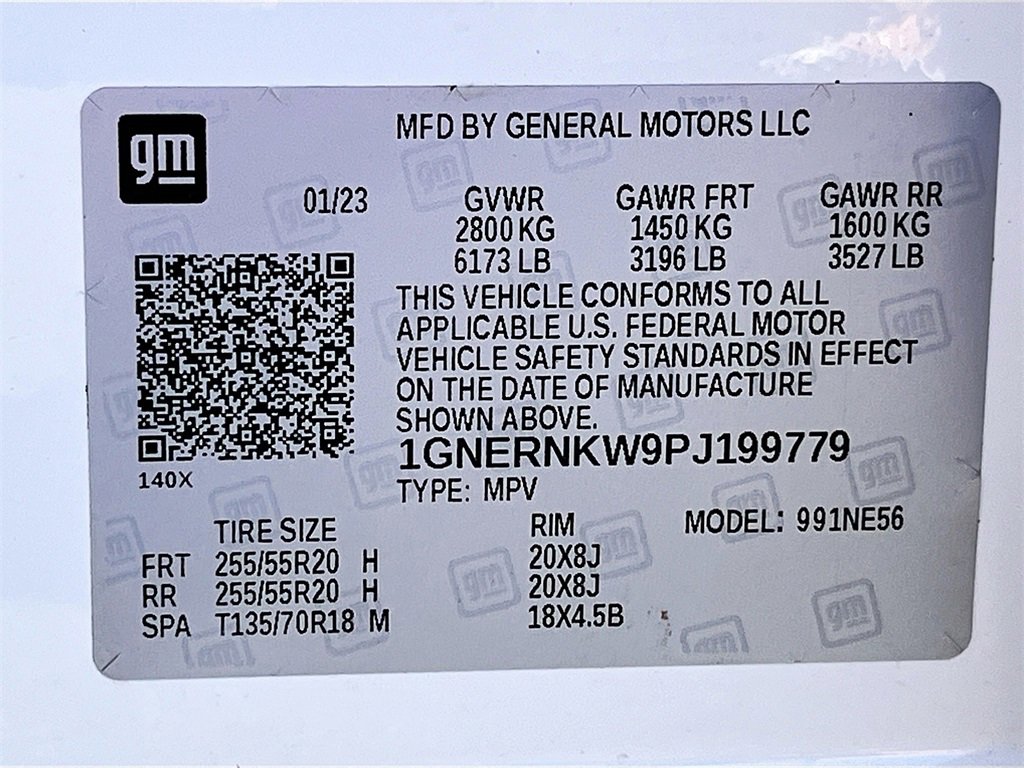 gm
MFD BY GENERAL MOTORS LLC
01/23
GVWR GAWR FRT GAWR RR
2800 KG 1450 KG 1600 KG
6173 LB 3196 LB 3527 LB
THIS VEHICLE CONFORMS TO ALL
APPLICABLE U.S. FEDERAL MOTOR
VEHICLE SAFETY STANDARDS IN EFFECT
ON THE DATE OF MANUFACTURE
SHOWN ABOVE.
1GNERNKW9PJ199779
140X
TYPE: MPV
TIRE SIZE RIM MODEL: 991NE56
FRT 255/55R20 H 20X8J
RR 255/55R20 H 20X8J
SPA T135/70R18 M 18X4.5B